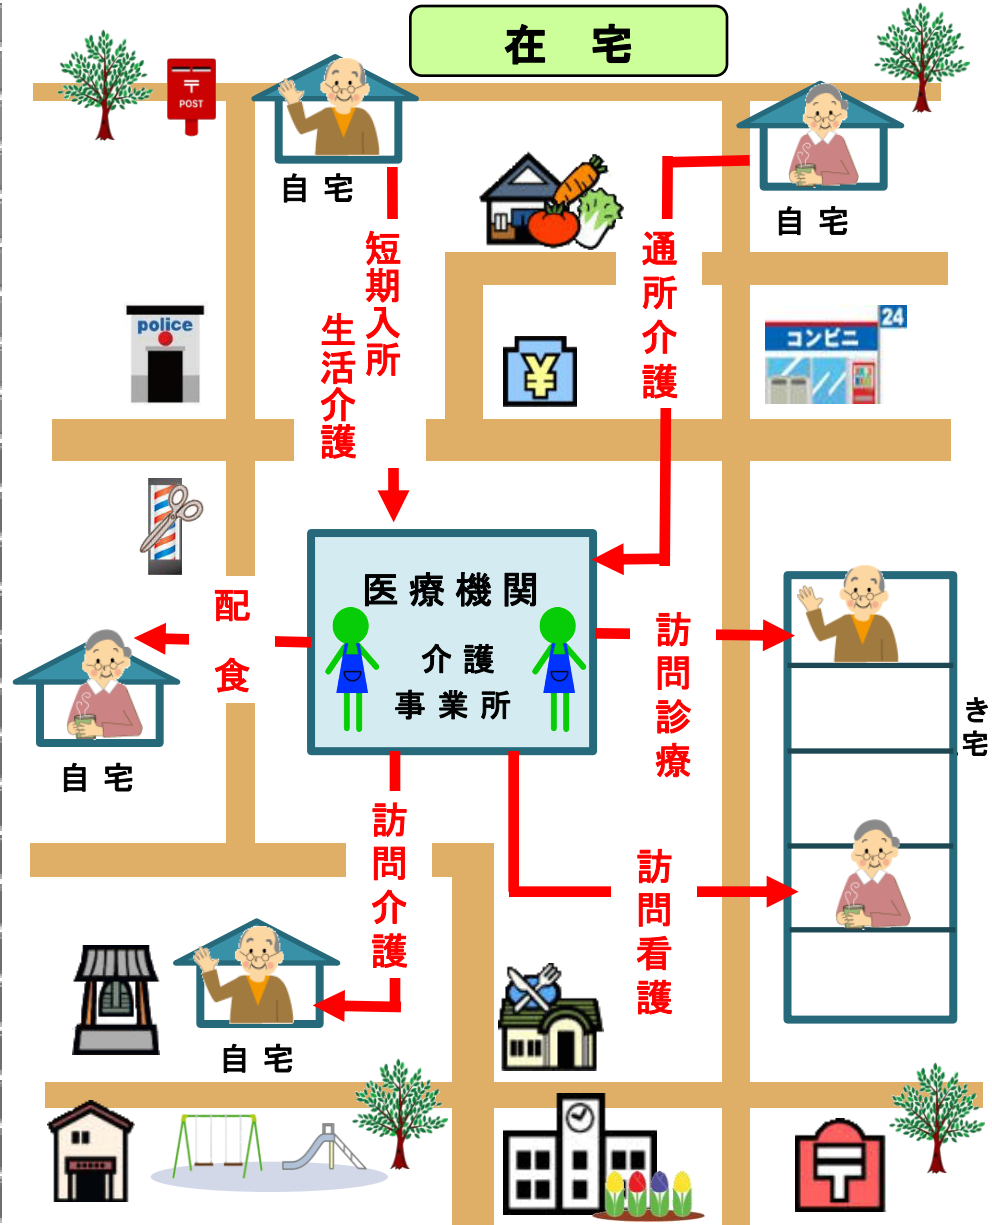 在 宅
〒
POST
自 宅
自 宅
短期入所
生活介護
通所介護
police
¥
コンビニ
24
医療機関
介護
事業所
配食
訪問診療
き
宅
自 宅
訪問介護
訪問看護
自 宅
〒